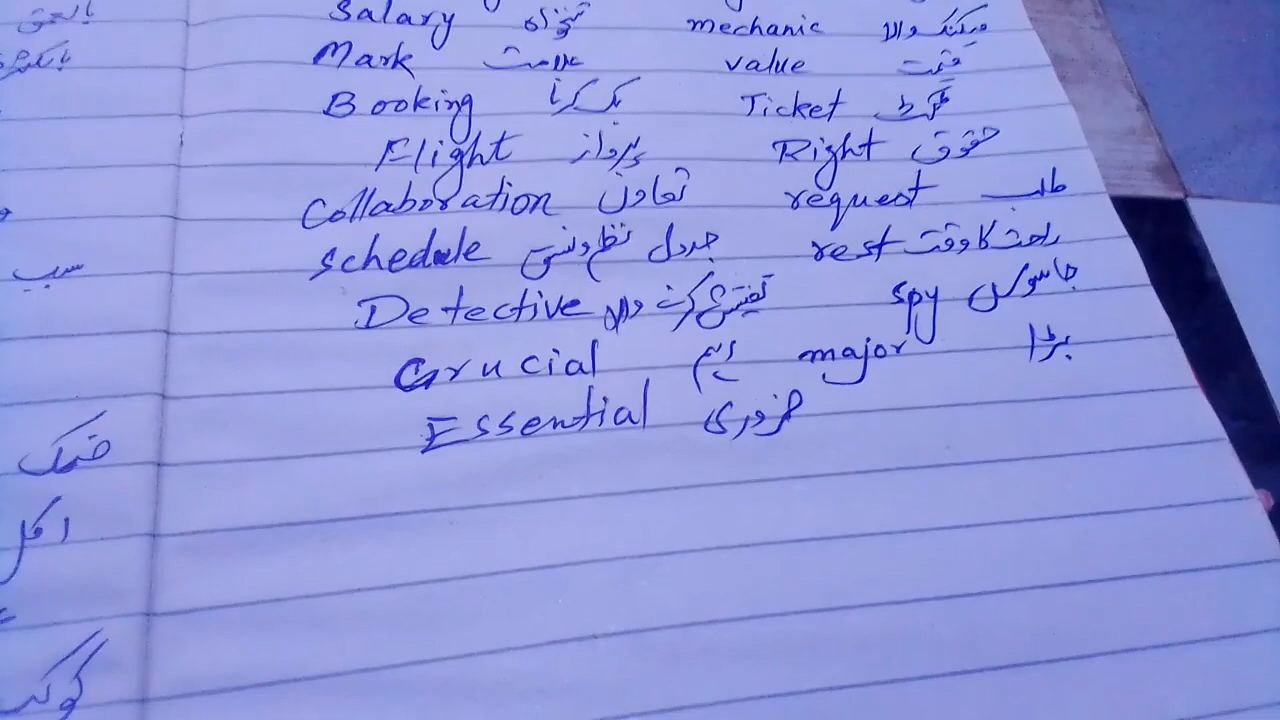 Salary تنخواہ mechanic میکینک والا
Mark علامت value قیمت
Booking بک کرنا Ticket ٹکٹ
Flight پرواز Right حقوق
Collaboration تعاون request طلب
schedule جدول نظم ونسق rest راحت کا وقت
Detective تفتیش کرنے والا spy جاسوس
Crucial اہم major بڑا
Essential ضروری
سب